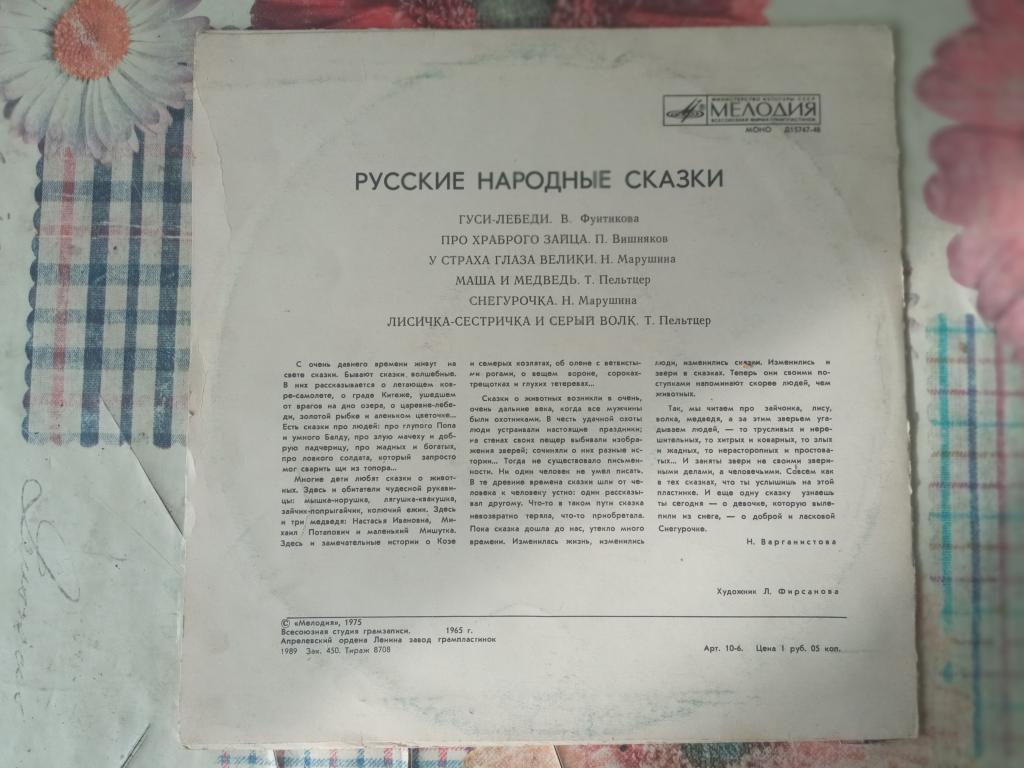 МИНИСТЕРСТВО КУЛЬТУРЫ СССР
МЕЛОДИЯ
ВСЕСОЮЗНАЯ ФИРМА ГРАМПЛАСТИНОК
МОНО Д15747-48
РУССКИЕ НАРОДНЫЕ СКАЗКИ
ГУСИ-ЛЕБЕДИ. В. Фунтикова
ПРО ХРАБРОГО ЗАЙЦА. П. Вишняков
У СТРАХА ГЛАЗА ВЕЛИКИ. Н. Марушина
МАША И МЕДВЕДЬ. Т. Пельтцер
СНЕГУРОЧКА. Н. Марушина
ЛИСИЧКА-СЕСТРИЧКА И СЕРЫЙ ВОЛК. Т. Пельтцер
С очень давнего времени живут на
свете сказки. Бывают сказки волшебные.
В них рассказывается о летающем ков-
ре-самолете, о граде Китеже, ушедшем
от врагов на дно озера, о царевне-лебе-
ди, золотой рыбке и аленьком цветочке...
Есть сказки про людей: про глупого Попа
и умного Балду, про злую мачеху и доб-
рую падчерицу, про жадных и богатых,
про ловкого солдата, который запросто
мог сварить щи из топора...
Многие дети любят сказки о живот-
ных. Здесь и обитатели чудесной рукави-
цы: мышка-норушка, лягушка-квакушка,
зайчик-попрыгайчик, колючий ежик. Здесь
и три медведя: Настасья Ивановна, Ми-
хаил Потапович и маленький Мишутка.
Здесь и замечательные истории о Козе
и семерых козлятах, об олене с ветвисты-
ми рогами, о вещем вороне, сороках-
трещотках и глухих тетеревах...
Сказки о животных возникли в очень,
очень дальние века, когда все мужчины
были охотниками. В честь удачной охоты
люди устраивали настоящие праздники;
на стенах своих пещер выбивали изобра-
жения зверей; сочиняли о них разные ис-
тории... Тогда не существовало письмен-
ности. Ни один человек не умел писать.
В те древние времена сказки шли от че-
ловека к человеку устно: один рассказы-
вал другому. Что-то в таком пути сказка
невозвратно теряла, что-то приобретала.
Пока сказка дошла до нас, утекло много
времени. Изменилась жизнь, изменились
люди, изменились сказки. Изменились и
звери в сказках. Теперь они своими по-
ступками напоминают скорее людей, чем
животных.
Так, мы читаем про зайчонка, лису,
волка, медведя, а за этим зверьем уга-
дываем людей, — то трусливых и нере-
шительных, то хитрых и коварных, то злых
и жадных, то нерасторопных и простова-
тых... И заняты звери не своими звери-
ными делами, а человечьими. Совсем как
в тех сказках, что ты услышишь на этой
пластинке. И еще одну сказку узнаешь
ты сегодня — о девочке, которую выле-
пили из снега, — о доброй и ласковой
Снегурочке.
Н. Варганистова
Художник Л. Фирсанова
© «Мелодия», 1975
Всесоюзная студия грамзаписи. 1965 г.
Апрелевский ордена Ленина завод грампластинок
1989 Зак. 450. Тираж 8708
Арт. 10-6. Цена 1 руб. 05 коп.